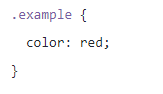 .example {
  color: red;
}